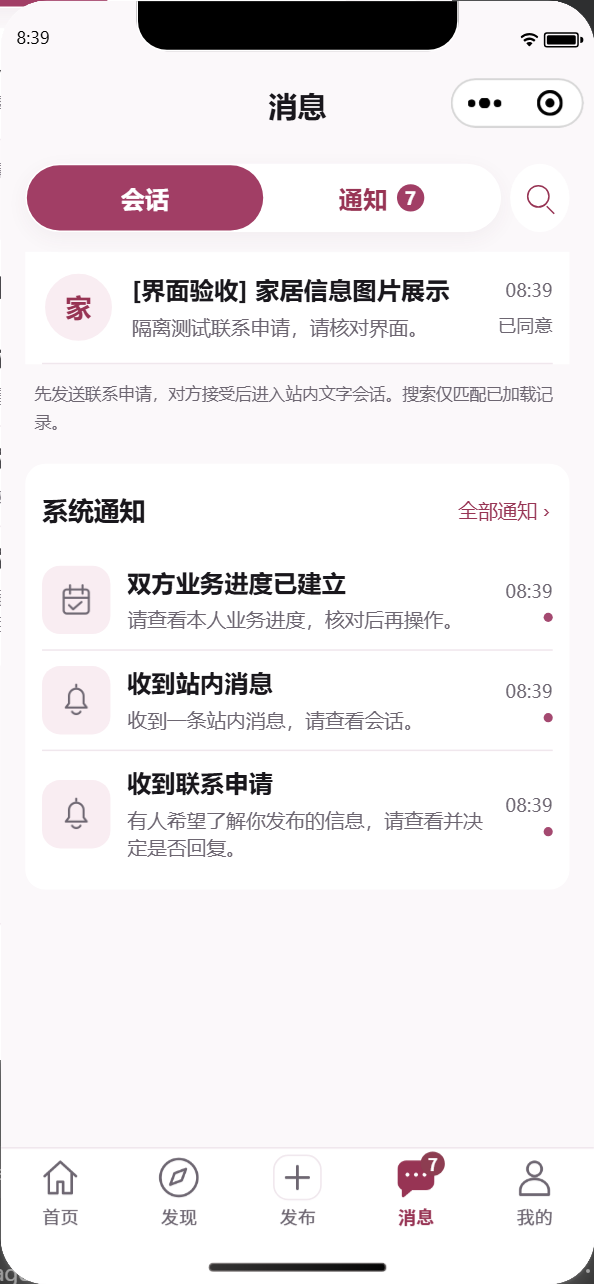 8:39
消息
会话
通知 7
家
[界面验收] 家居信息图片展示
08:39
隔离测试联系申请，请核对界面。
已同意
先发送联系申请，对方接受后进入站内文字会话。搜索仅匹配已加载记
录。
系统通知
全部通知 ›
双方业务进度已建立
08:39
请查看本人业务进度，核对后再操作。
收到站内消息
08:39
收到一条站内消息，请查看会话。
收到联系申请
08:39
有人希望了解你发布的信息，请查看并决
定是否回复。
7
首页
发现
发布
消息
我的